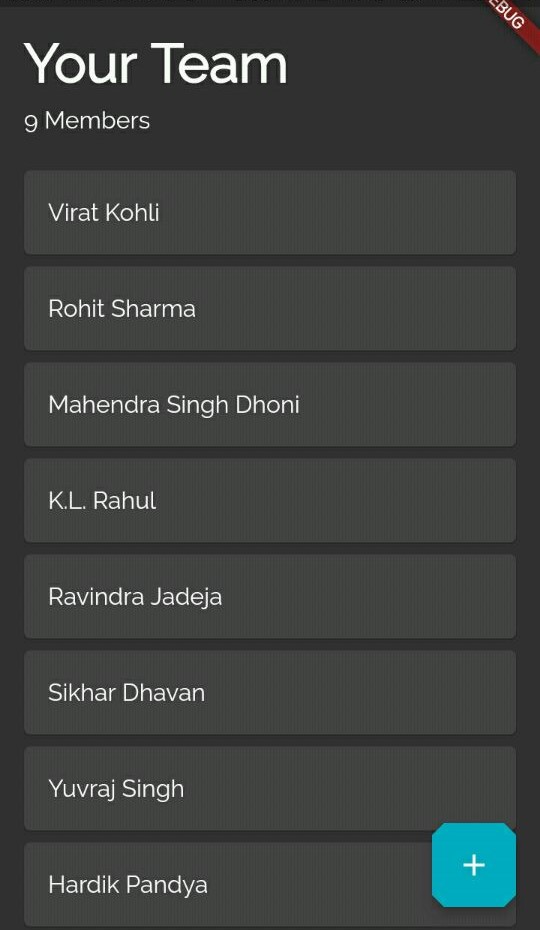 EBUG
Your Team
9 Members
Virat Kohli
Rohit Sharma
Mahendra Singh Dhoni
K.L. Rahul
Ravindra Jadeja
Sikhar Dhavan
Yuvraj Singh
Hardik Pandya
+